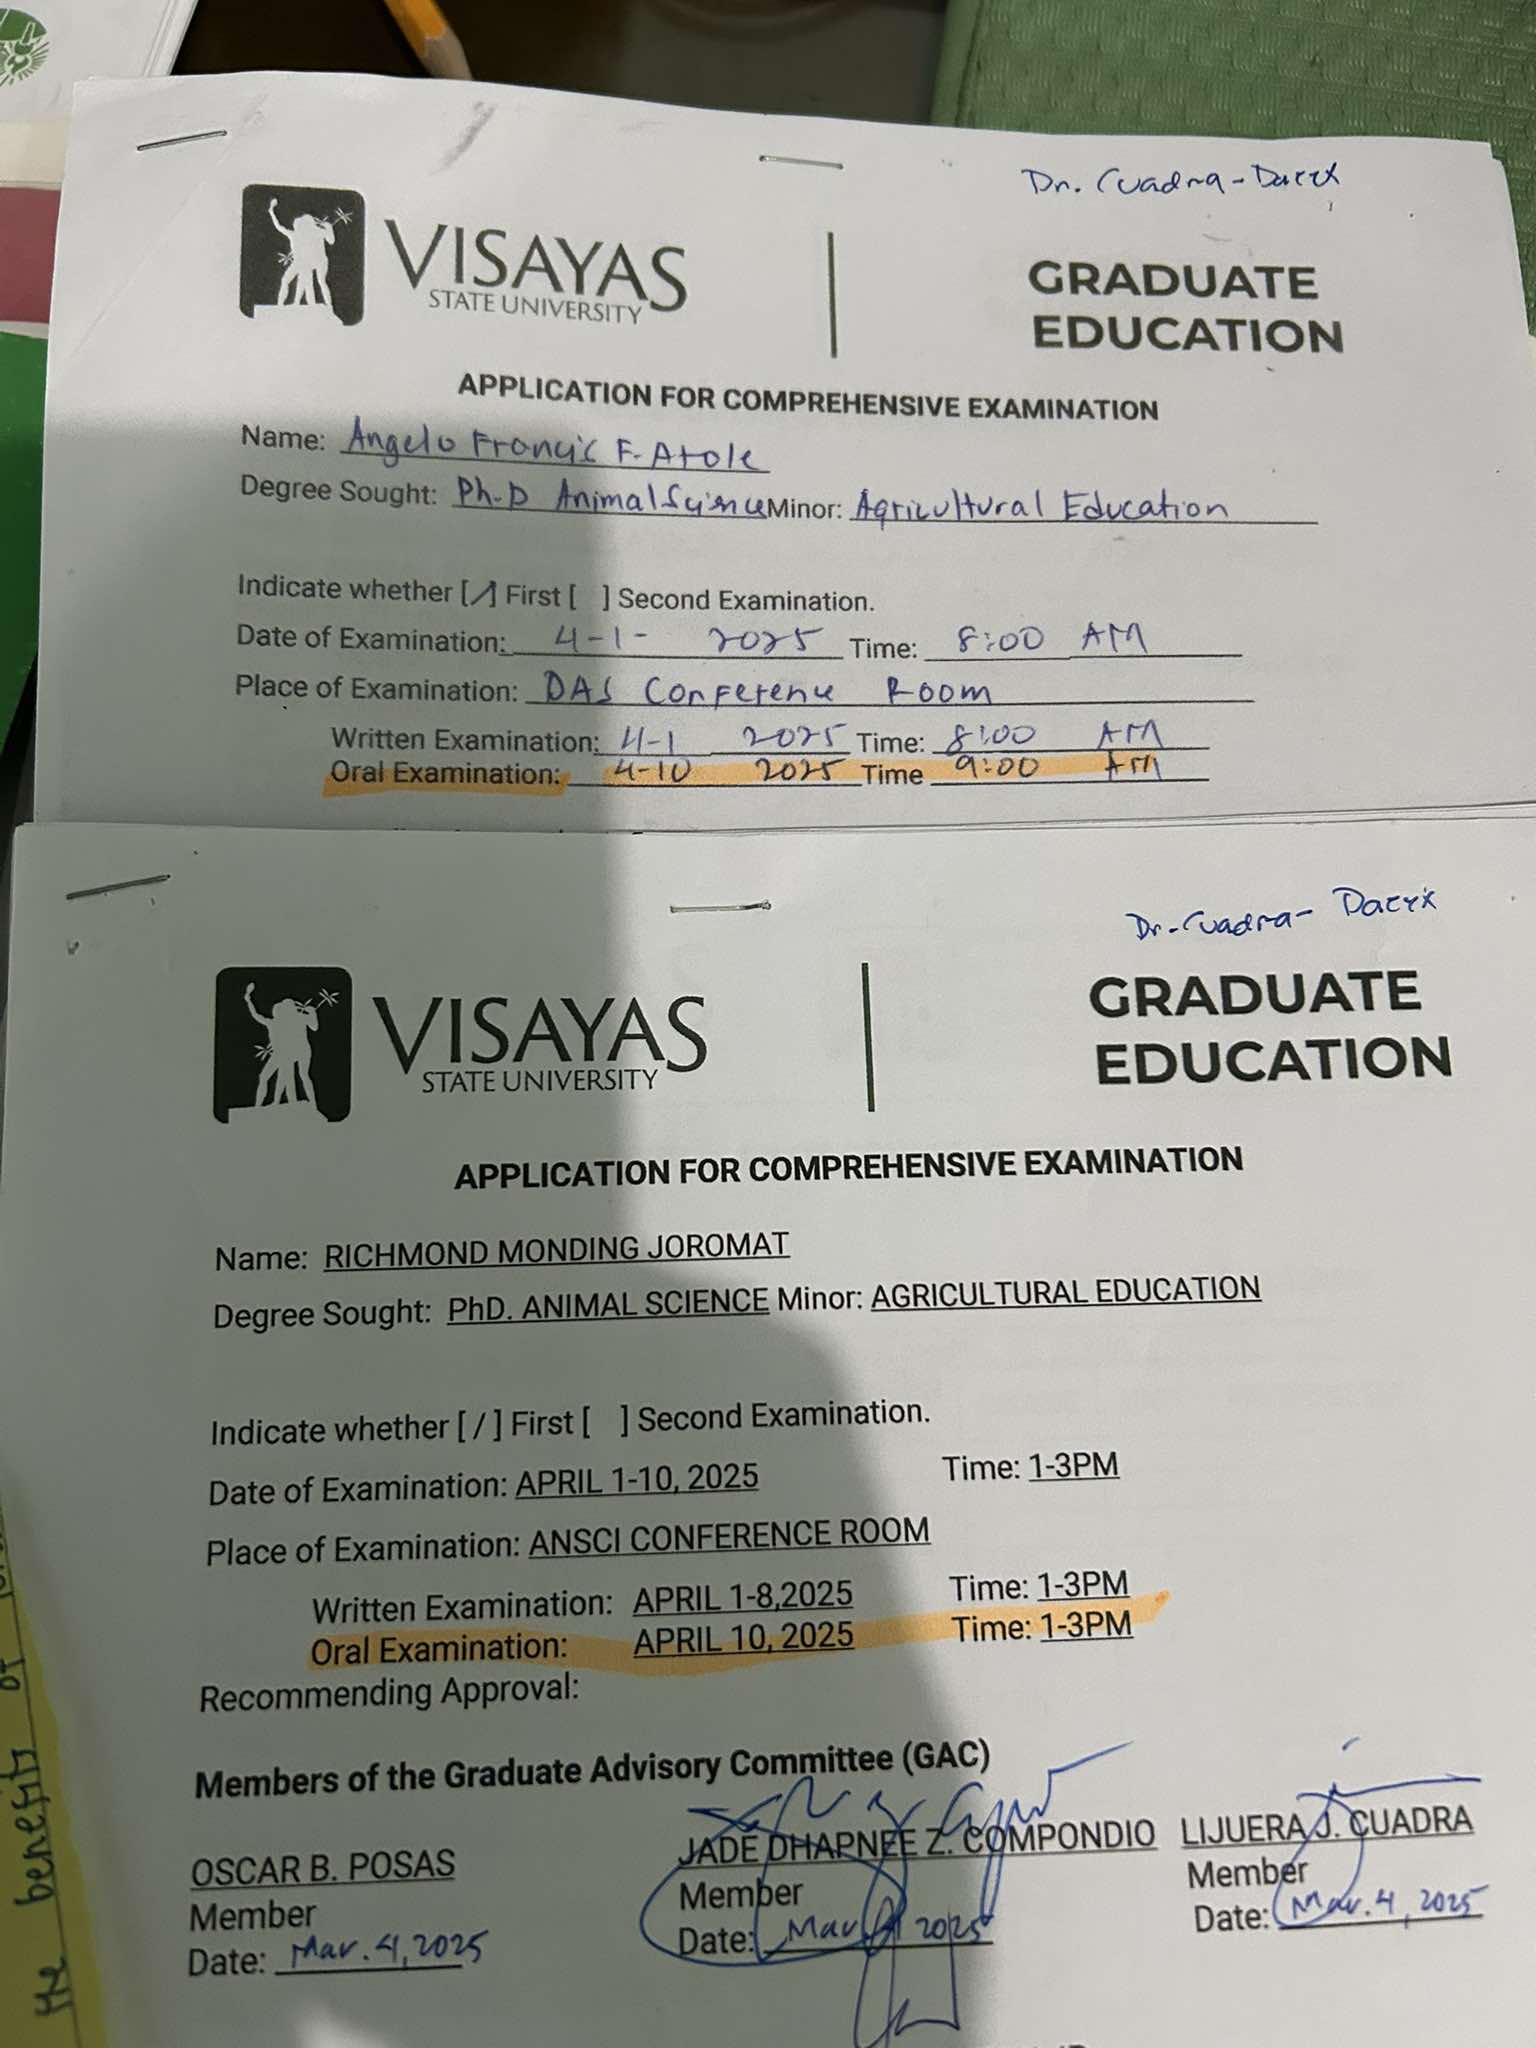 Dr. Cuadra -
VISAYAS
STATE UNIVERSITY
GRADUATE
EDUCATION
APPLICATION FOR COMPREHENSIVE EXAMINATION
Name: Angelo Francis F. Atole
Degree Sought: Ph.D Animal Science Minor: Agricultural Education
Indicate whether [/] First [ ] Second Examination.
Date of Examination: 4-1- 2025 Time: 8:00 AM
Place of Examination: DAS Conference Room
Written Examination: 4-1 2025 Time: 8:00 AM
Oral Examination: 4-10 2025 Time 9:00 AM
Dr. Cuadra -
VISAYAS
STATE UNIVERSITY
GRADUATE
EDUCATION
APPLICATION FOR COMPREHENSIVE EXAMINATION
Name: RICHMOND MONDING JOROMAT
Degree Sought: PhD. ANIMAL SCIENCE Minor: AGRICULTURAL EDUCATION
Indicate whether [ / ] First [ ] Second Examination.
Date of Examination: APRIL 1-10, 2025 Time: 1-3PM
Place of Examination: ANSCI CONFERENCE ROOM
Written Examination: APRIL 1-8,2025 Time: 1-3PM
Oral Examination: APRIL 10, 2025 Time: 1-3PM
Recommending Approval:
Members of the Graduate Advisory Committee (GAC)
OSCAR B. POSAS JADE DHAPNEE Z. COMPONDIO LIJUERA J. CUADRA
Member Member Member
Date: Mar. 4, 2025 Date: Mar. 2025 Date: Mar. 4, 2025
the benefits of